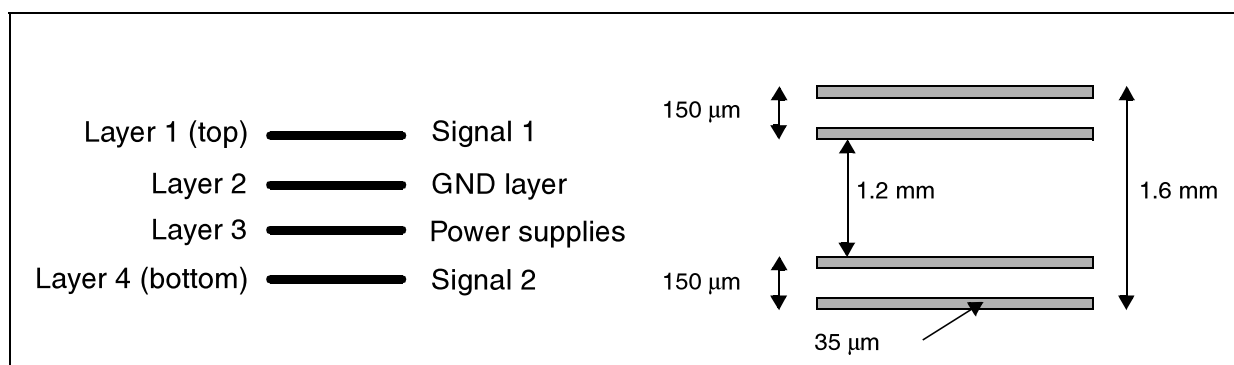 Layer 1 (top) Signal 1
Layer 2 GND layer
Layer 3 Power supplies
Layer 4 (bottom) Signal 2
150 μm
1.2 mm
1.6 mm
150 μm
35 μm